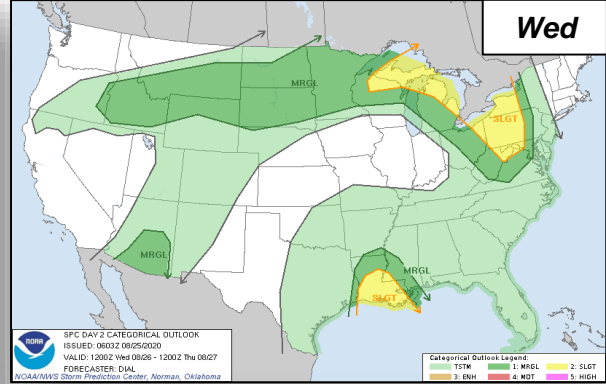 Wed
MRGL
SLGT
MRGL
MRGL
SLGT
SPC DAY 2 CATEGORICAL OUTLOOK
ISSUED: 0603Z 08/25/2020
VALID: 1200Z Wed 08/26 - 1200Z Thu 08/27
FORECASTER: DIAL
NOAA/NWS Storm Prediction Center, Norman, Oklahoma
NOAA
Categorical Outlook Legend:
TSTM 1: MRGL 2: SLGT
3: ENH 4: MDT 5: HIGH